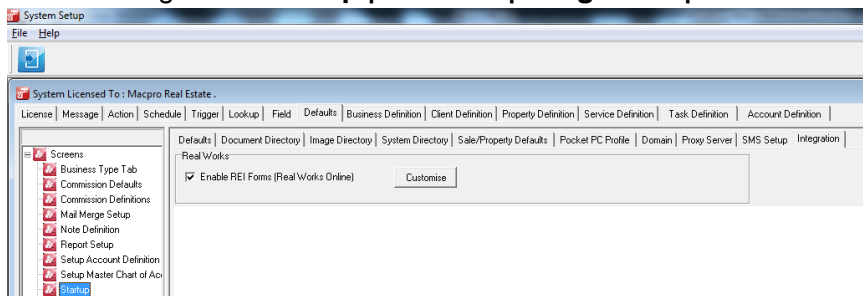 System Setup
File Help
System Licensed To : Macpro Real Estate .
License Message Action Schedule Trigger Lookup Field Defaults Business Definition Client Definition Property Definition Service Definition Task Definition Account Definition
Defaults Document Directory Image Directory System Directory Sale/Property Defaults Pocket PC Profile Domain Proxy Server SMS Setup Integration
Screens
Business Type Tab
Commission Defaults
Commission Definitions
Mail Merge Setup
Note Definition
Report Setup
Setup Account Definition
Setup Master Chart of Acc
Startup
Real Works
Enable REI Forms (Real Works Online)
Customise